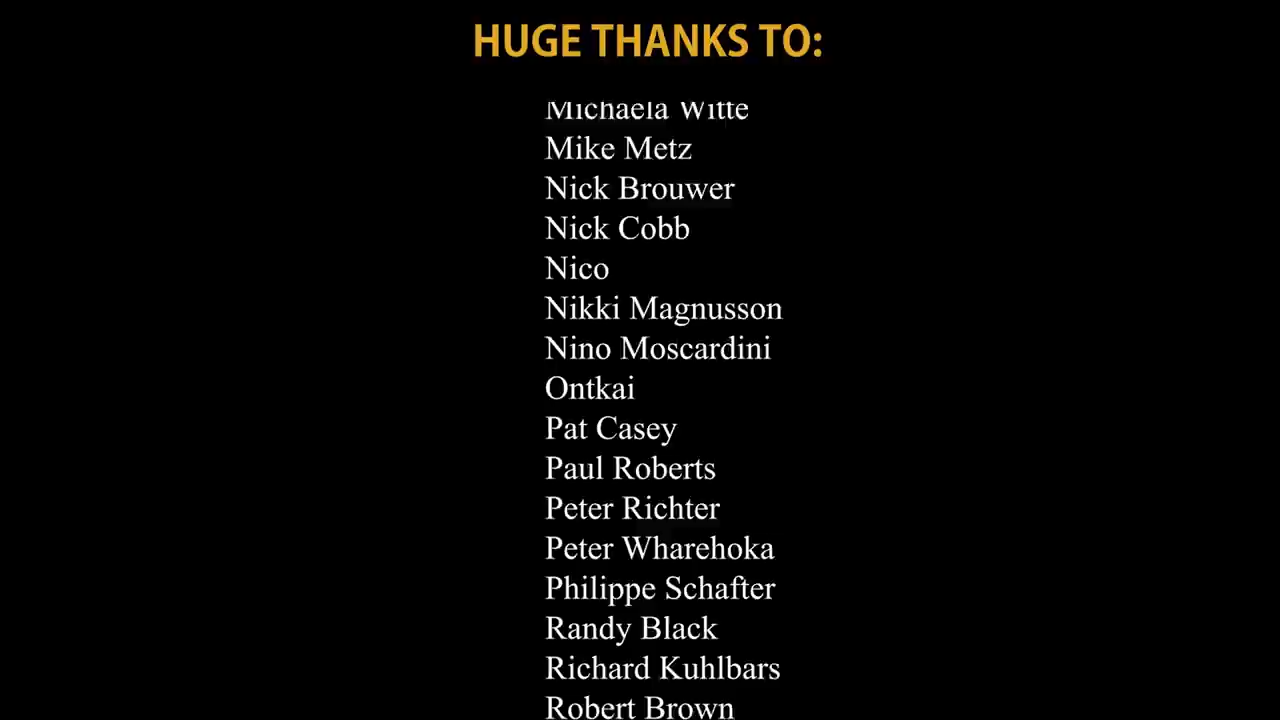 HUGE THANKS TO:
Michaela Witte
Mike Metz
Nick Brouwer
Nick Cobb
Nico
Nikki Magnusson
Nino Moscardini
Ontkai
Pat Casey
Paul Roberts
Peter Richter
Peter Wharehoka
Philippe Schafter
Randy Black
Richard Kuhlbars
Robert Brown